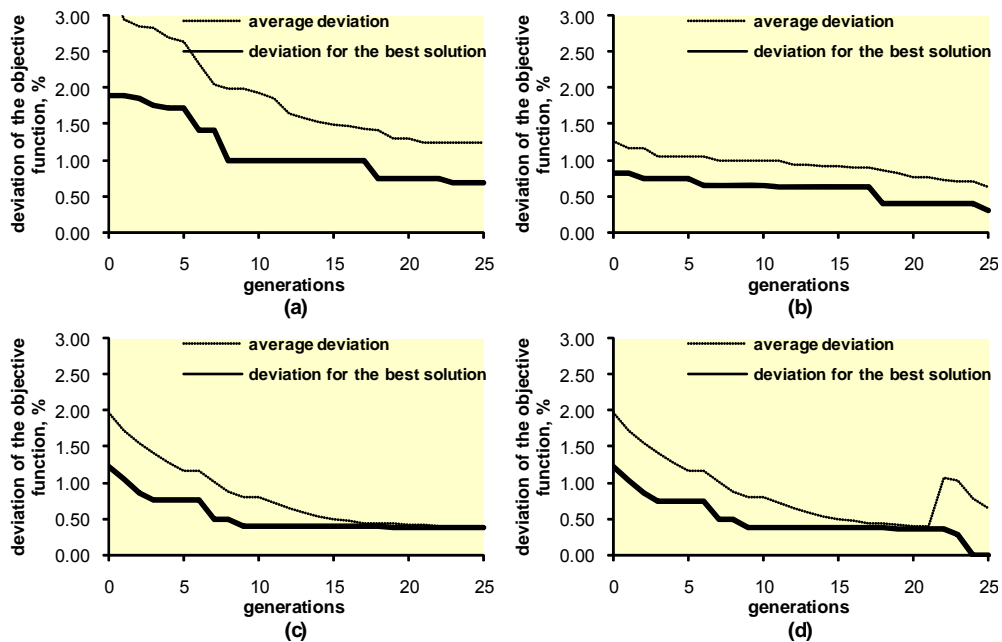 deviation of the objective
function, %
3.00
2.50
2.00
1.50
1.00
0.50
0.00
average deviation
deviation for the best solution
0 5 10 15 20 25
generations
(a)
deviation of the objective
function, %
3.00
2.50
2.00
1.50
1.00
0.50
0.00
average deviation
deviation for the best solution
0 5 10 15 20 25
generations
(b)
deviation of the objective
function, %
3.00
2.50
2.00
1.50
1.00
0.50
0.00
average deviation
deviation for the best solution
0 5 10 15 20 25
generations
(c)
deviation of the objective
function, %
3.00
2.50
2.00
1.50
1.00
0.50
0.00
average deviation
deviation for the best solution
0 5 10 15 20 25
generations
(d)